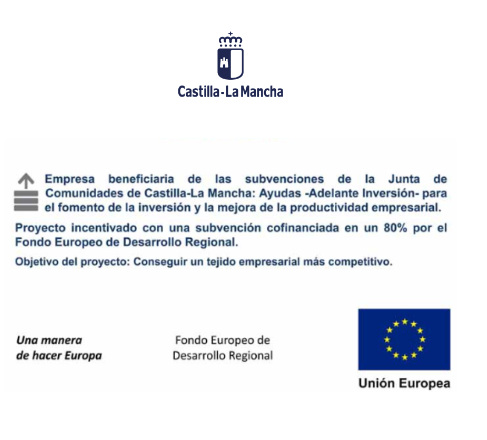 Castilla-La Mancha
Empresa beneficiaria de las subvenciones de la Junta de
Comunidades de Castilla-La Mancha: Ayudas -Adelante Inversión- para
el fomento de la inversión y la mejora de la productividad empresarial.
Proyecto incentivado con una subvención cofinanciada en un 80% por el
Fondo Europeo de Desarrollo Regional.
Objetivo del proyecto: Conseguir un tejido empresarial más competitivo.
Una manera
de hacer Europa
Fondo Europeo de
Desarrollo Regional
Unión Europea